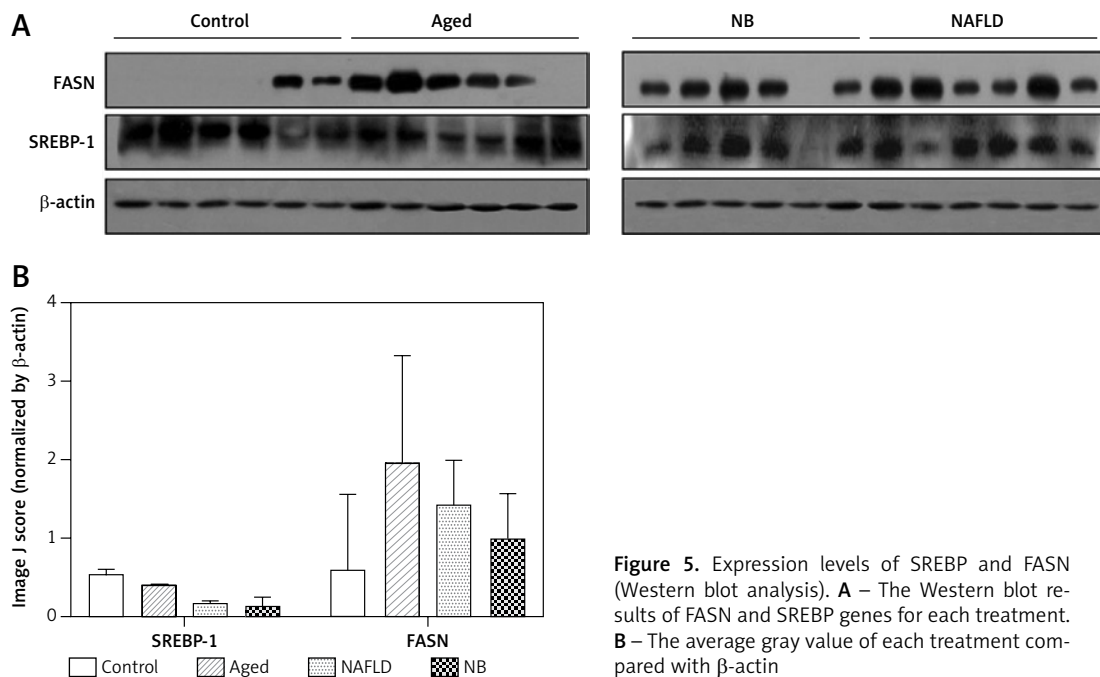 A
Control Aged NB NAFLD
FASN
SREBP-1
β-actin
B
Image J score (normalized by β-actin)
4
3
2
1
0
SREBP-1 FASN
Control Aged NAFLD NB
Figure 5. Expression levels of SREBP and FASN
(Western blot analysis). A – The Western blot re-
sults of FASN and SREBP genes for each treatment.
B – The average gray value of each treatment com-
pared with β-actin